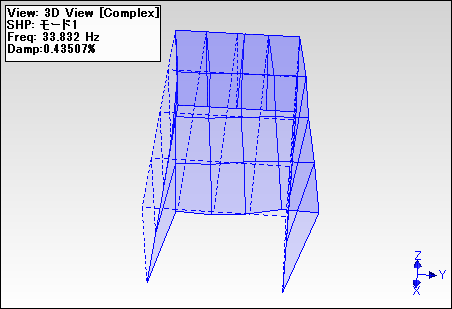 View: 3D View [Complex]
SHP: モード1
Freq: 33.832 Hz
Damp:0.43507%
Z
Y
X